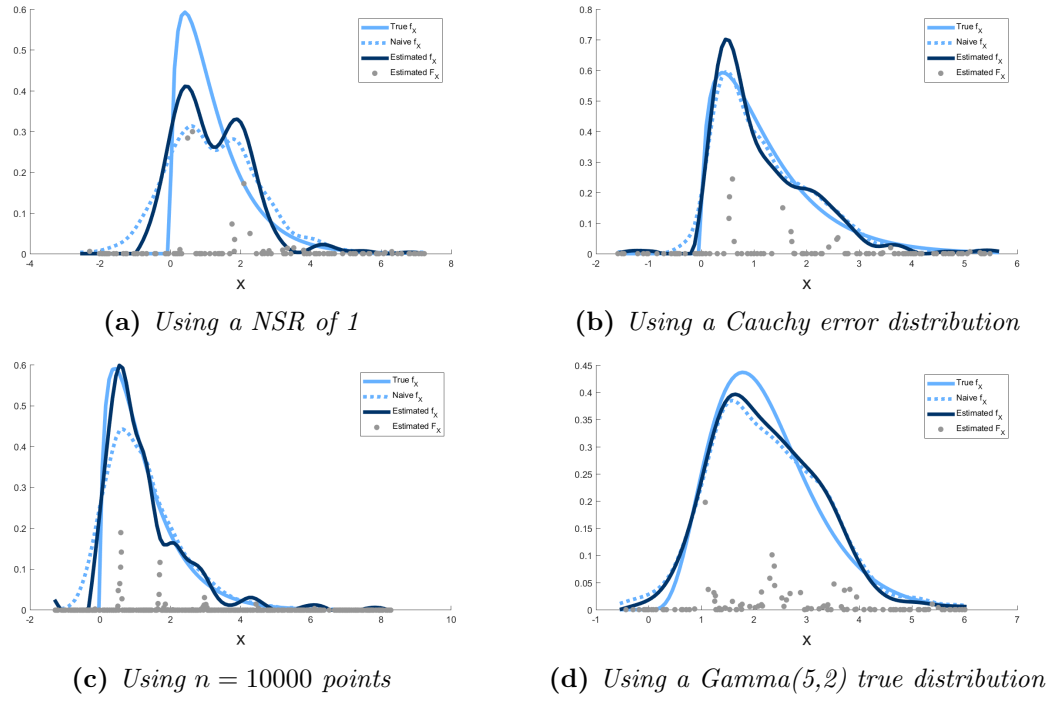 0.6
0.5
0.4
0.3
0.2
0.1
0
-4
-2
0
2
4
6
8
X
True f_X
Naive f_X
Estimated f_X
Estimated F_X
(a) Using a NSR of 1
0.8
0.7
0.6
0.5
0.4
0.3
0.2
0.1
0
-2
-1
0
1
2
3
4
5
6
X
True f_X
Naive f_X
Estimated f_X
Estimated F_X
(b) Using a Cauchy error distribution
0.6
0.5
0.4
0.3
0.2
0.1
0
-2
0
2
4
6
8
10
X
True f_X
Naive f_X
Estimated f_X
Estimated F_X
(c) Using n = 10000 points
0.45
0.4
0.35
0.3
0.25
0.2
0.15
0.1
0.05
0
-1
0
1
2
3
4
5
6
7
X
True f_X
Naive f_X
Estimated f_X
Estimated F_X
(d) Using a Gamma(5,2) true distribution